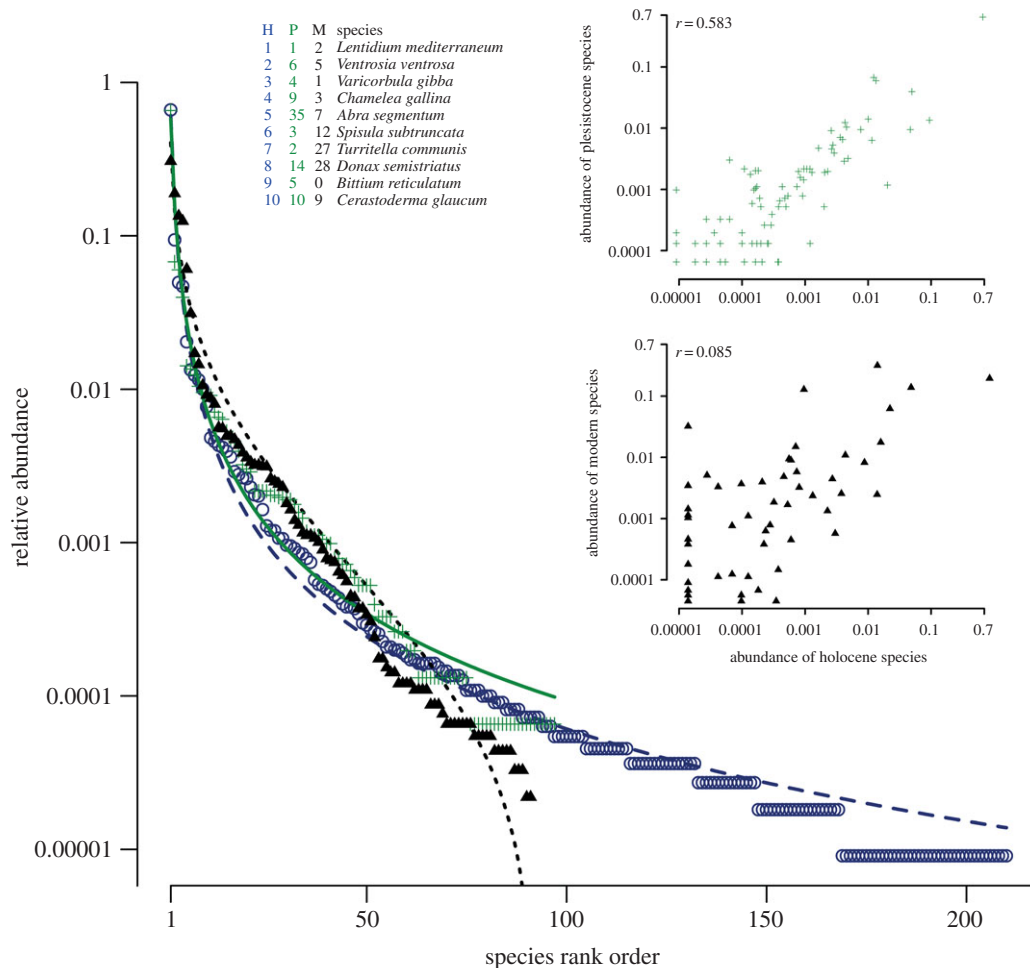 H P M species
1 1 2 Lentidium mediterraneum
2 6 5 Ventrosia ventrosa
3 4 1 Varicorbula gibba
4 9 3 Chamelea gallina
5 35 7 Abra segmentum
6 3 12 Spisula subtruncata
7 2 27 Turritella communis
8 14 28 Donax semistriatus
9 5 0 Bittium reticulatum
10 10 9 Cerastoderma glaucum
relative abundance
1
0.1
0.01
0.001
0.0001
0.00001
1 50 100 150 200
species rank order
abundance of plesistocene species
r = 0.583
0.7
0.1
0.01
0.001
0.0001
0.00001 0.0001 0.001 0.01 0.1 0.7
abundance of modern species
r = 0.085
0.7
0.1
0.01
0.001
0.0001
0.00001 0.0001 0.001 0.01 0.1 0.7
abundance of holocene species